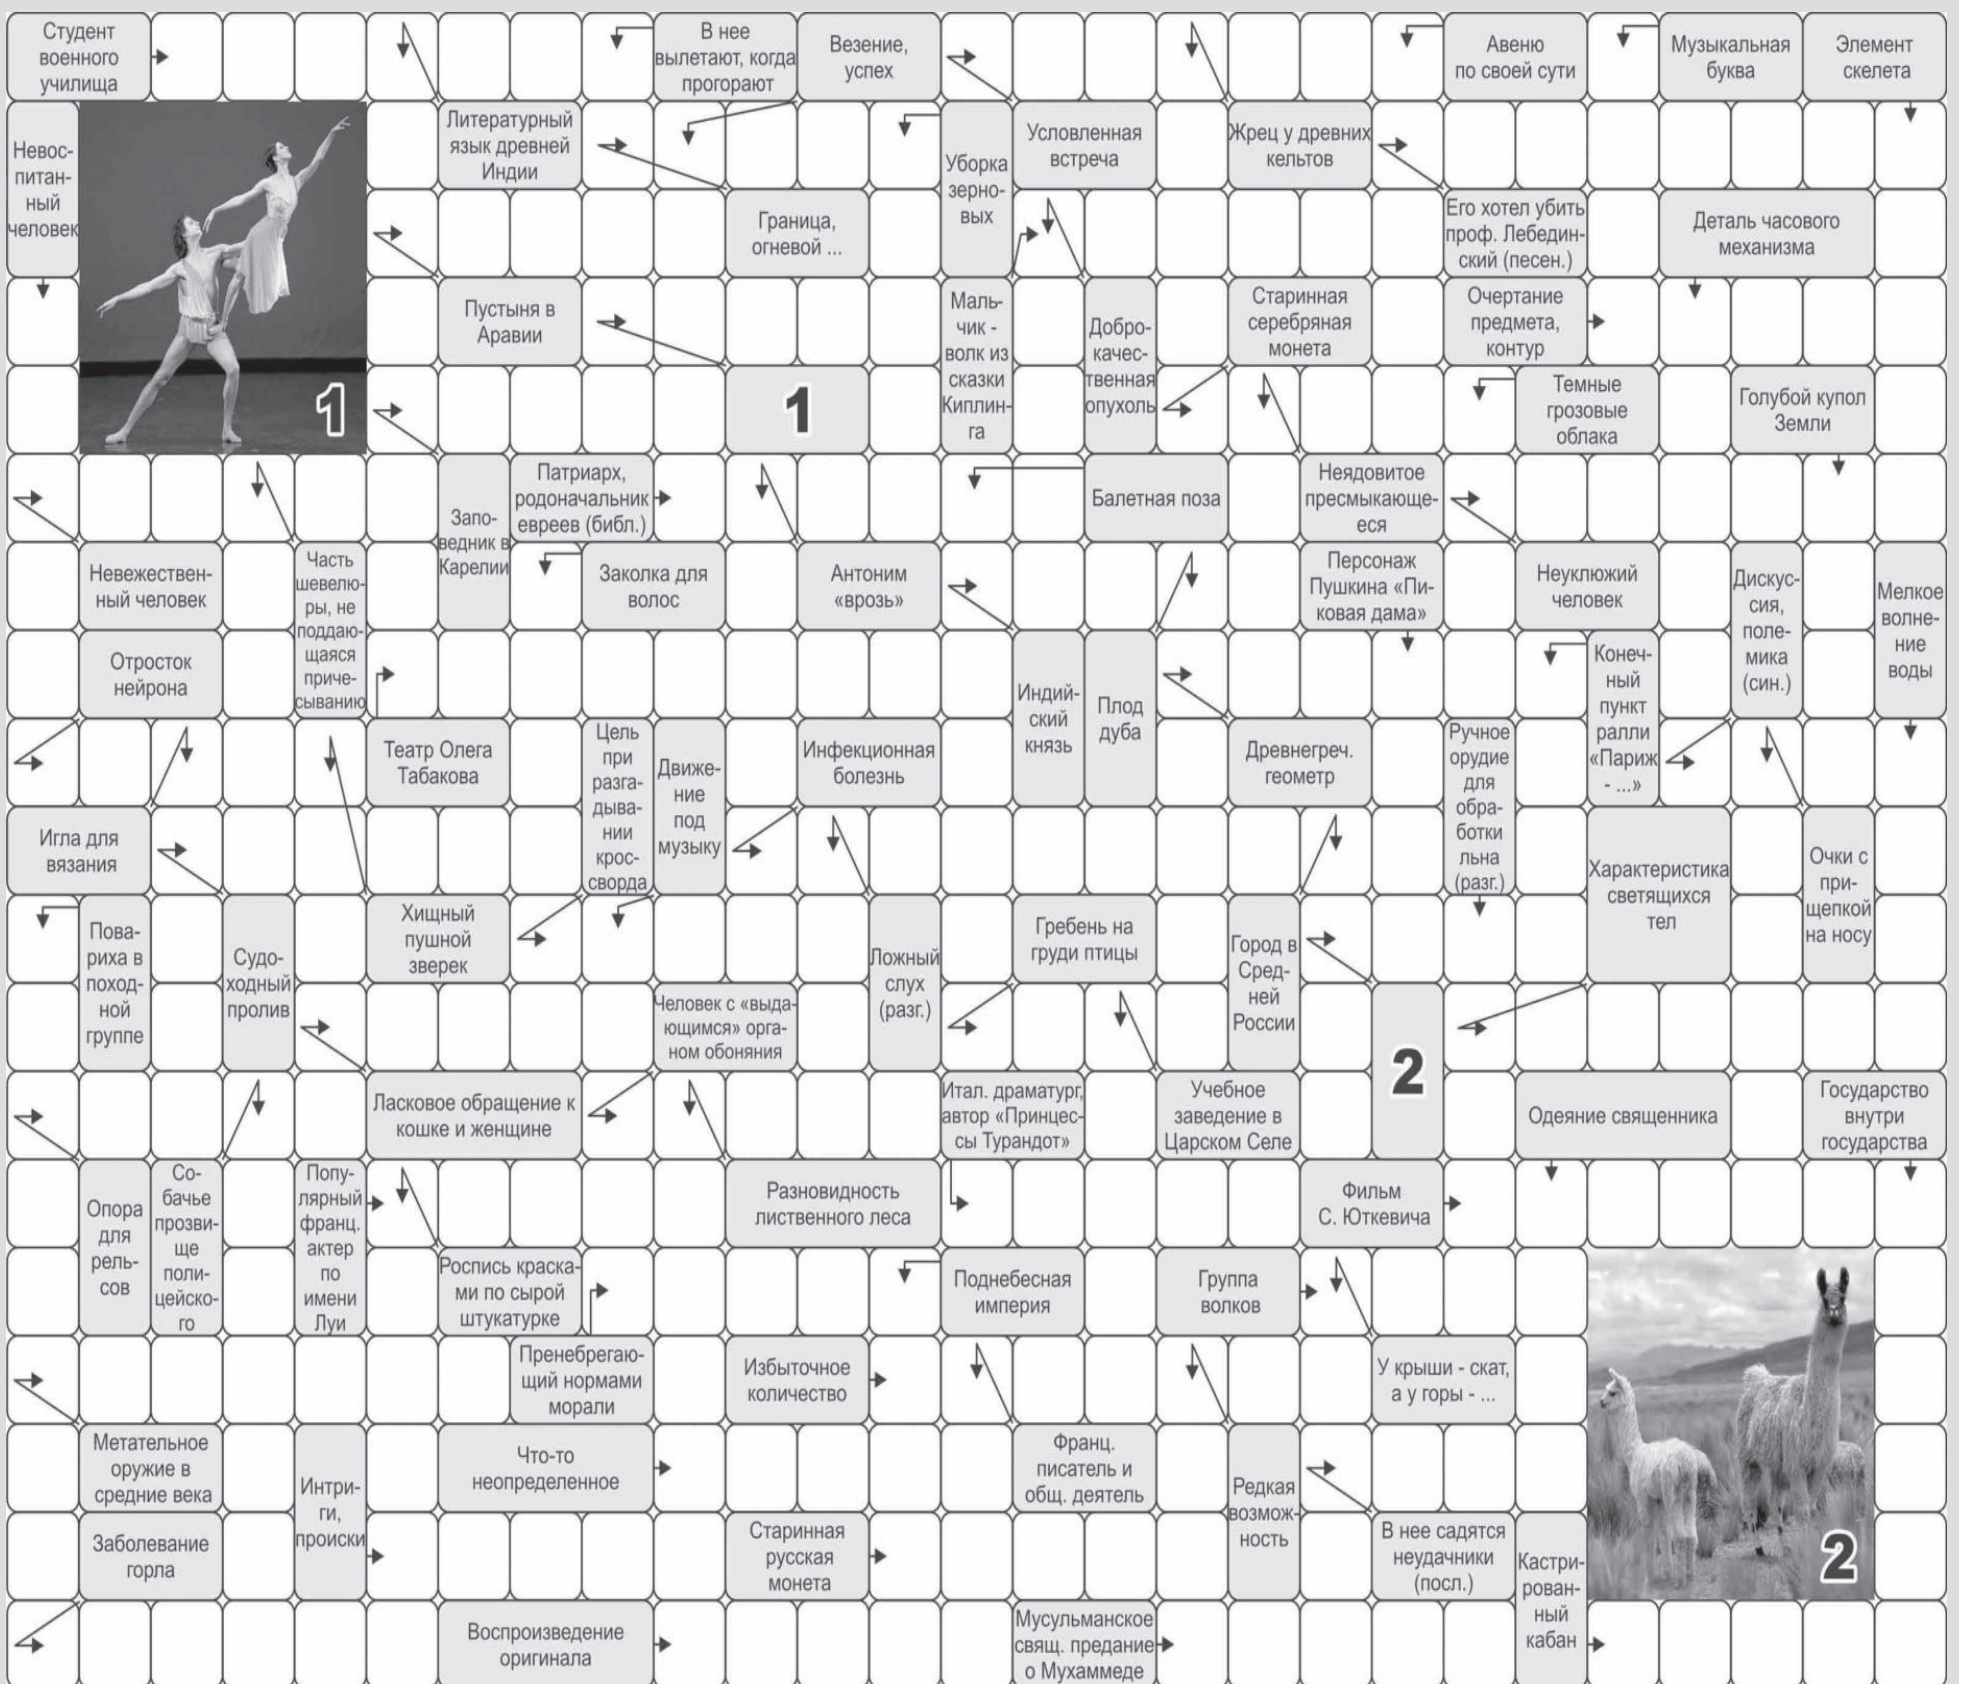 Студент
военного
училища
В нее
вылетают, когда
прогорают
Везение,
успех
Авеню
по своей сути
Музыкальная
буква
Элемент
скелета
Невос-
питан-
ный
человек
Литературный
язык древней
Индии
Уборка
зерно-
вых
Условленная
встреча
Жрец у древних
кельтов
Граница,
огневой ...
Его хотел убить
проф. Лебедин-
ский (песен.)
Деталь часового
механизма
Пустыня в
Аравии
Маль-
чик -
волк из
сказки
Киплин-
га
Добро-
качес-
твенная
опухоль
Старинная
серебряная
монета
Очертание
предмета,
контур
1
1
Темные
грозовые
облака
Голубой купол
Земли
Запо-
ведник в
Карелии
Патриарх,
родоначальник
евреев (библ.)
Балетная поза
Неядовитое
пресмыкающе-
еся
Невежествен-
ный человек
Часть
шевелю-
ры, не
поддаю-
щаяся
приче-
сыванию
Заколка для
волос
Антоним
«врозь»
Персонаж
Пушкина «Пи-
ковая дама»
Неуклюжий
человек
Дискус-
сия,
поле-
мика
(син.)
Мелкое
волне-
ние
воды
Отросток
нейрона
Индий-
ский
князь
Плод
дуба
Конеч-
ный
пункт
ралли
«Париж
- ...»
Театр Олега
Табакова
Цель
при
разга-
дыва-
нии
крос-
сворда
Движе-
ние
под
музыку
Инфекционная
болезнь
Древнегреч.
геометр
Ручное
орудие
для
обра-
ботки
льна
(разг.)
Игла для
вязания
Характеристика
светящихся
тел
Очки с
при-
щепкой
на носу
Пова-
риха в
поход-
ной
группе
Судо-
ходный
пролив
Хищный
пушной
зверек
Ложный
слух
(разг.)
Гребень на
груди птицы
Город в
Сред-
ней
России
Человек с «выда-
ющимся» орга-
ном обоняния
2
Ласковое обращение к
кошке и женщине
Итал. драматург,
автор «Принцес-
сы Турандот»
Учебное
заведение в
Царском Селе
Одеяние священника
Государство
внутри
государства
Опора
для
рель-
сов
Со-
бачье
прозви-
ще
поли-
цейско-
го
Попу-
лярный
франц.
актер
по
имени
Луи
Разновидность
лиственного леса
Фильм
С. Юткевича
Роспись краска-
ми по сырой
штукатурке
Поднебесная
империя
Группа
волков
Пренебрегаю-
щий нормами
морали
Избыточное
количество
У крыши - скат,
а у горы - ...
Метательное
оружие в
средние века
Интри-
ги,
происки
Что-то
неопределенное
Франц.
писатель и
общ. деятель
Редкая
возмож-
ность
Заболевание
горла
Старинная
русская
монета
В нее садятся
неудачники
(посл.)
Кастри-
рован-
ный
кабан
2
Воспроизведение
оригинала
Мусульманское
свящ. предание
о Мухаммеде